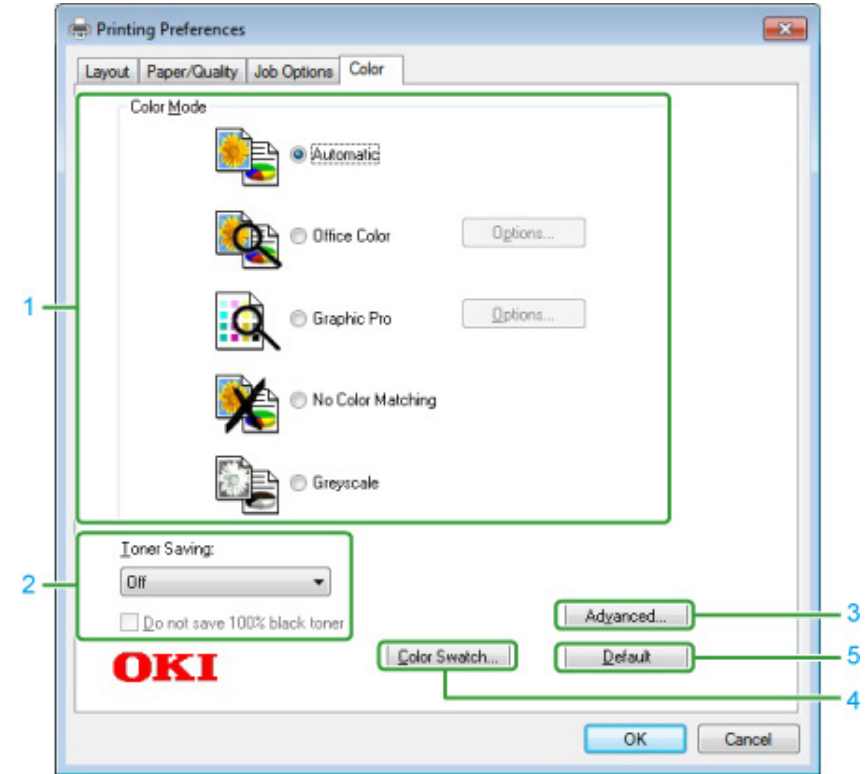 Printing Preferences
Layout Paper/Quality Job Options Color
Color Mode
Automatic
Office Color Options...
1
Graphic Pro Options...
No Color Matching
Greyscale
Toner Saving:
2 Off
Do not save 100% black toner
Advanced... 3
OKI Color Swatch... Default 5
4
OK Cancel